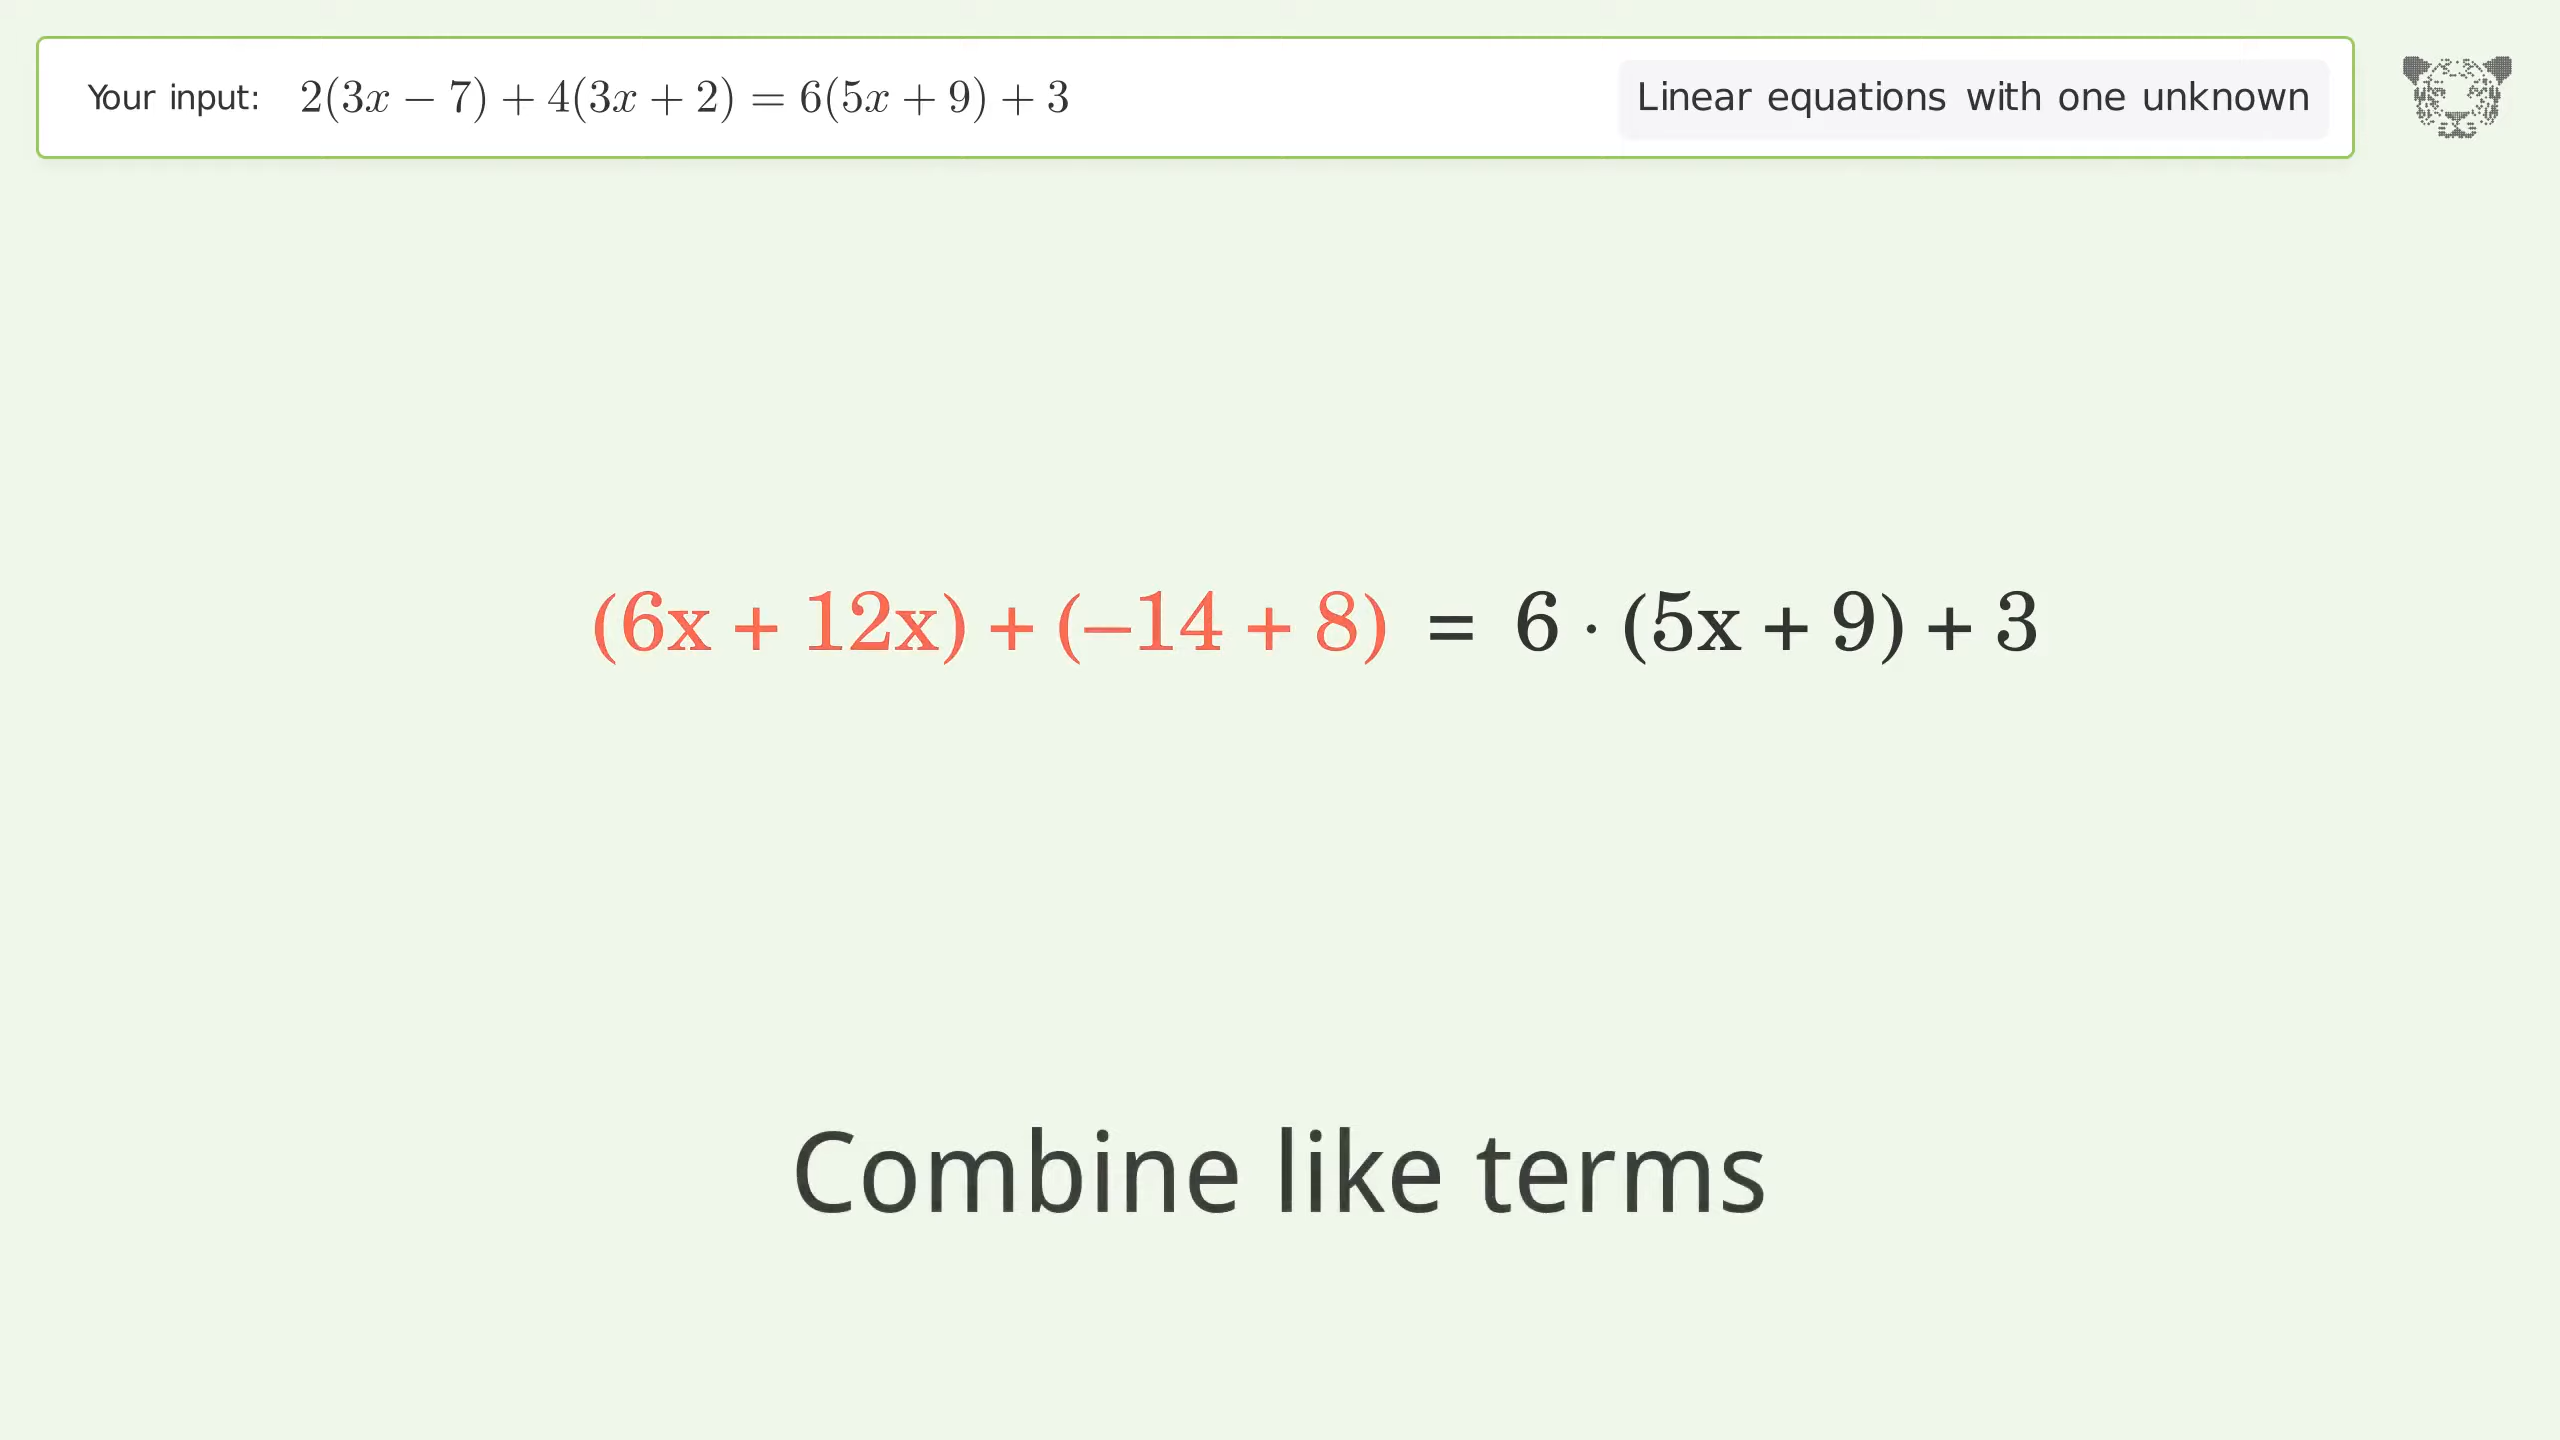 Your input: 2(3x − 7) + 4(3x + 2) = 6(5x + 9) + 3
Linear equations with one unknown
(6x + 12x) + (−14 + 8) = 6 · (5x + 9) + 3
Combine like terms